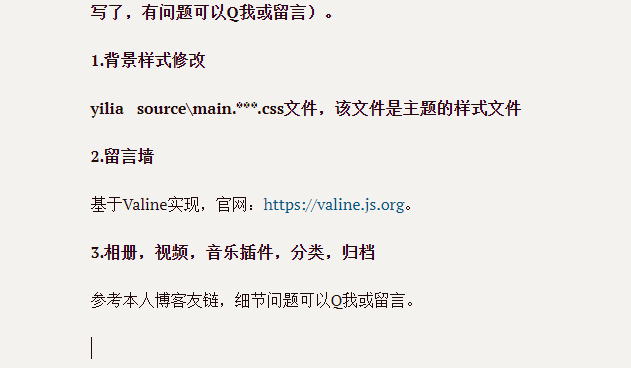 写了，有问题可以Q我或留言）。
1.背景样式修改
yilia   source\main.***.css文件，该文件是主题的样式文件
2.留言墙
基于Valine实现，官网：https://valine.js.org。
3.相册，视频，音乐插件，分类，归档
参考本人博客友链，细节问题可以Q我或留言。